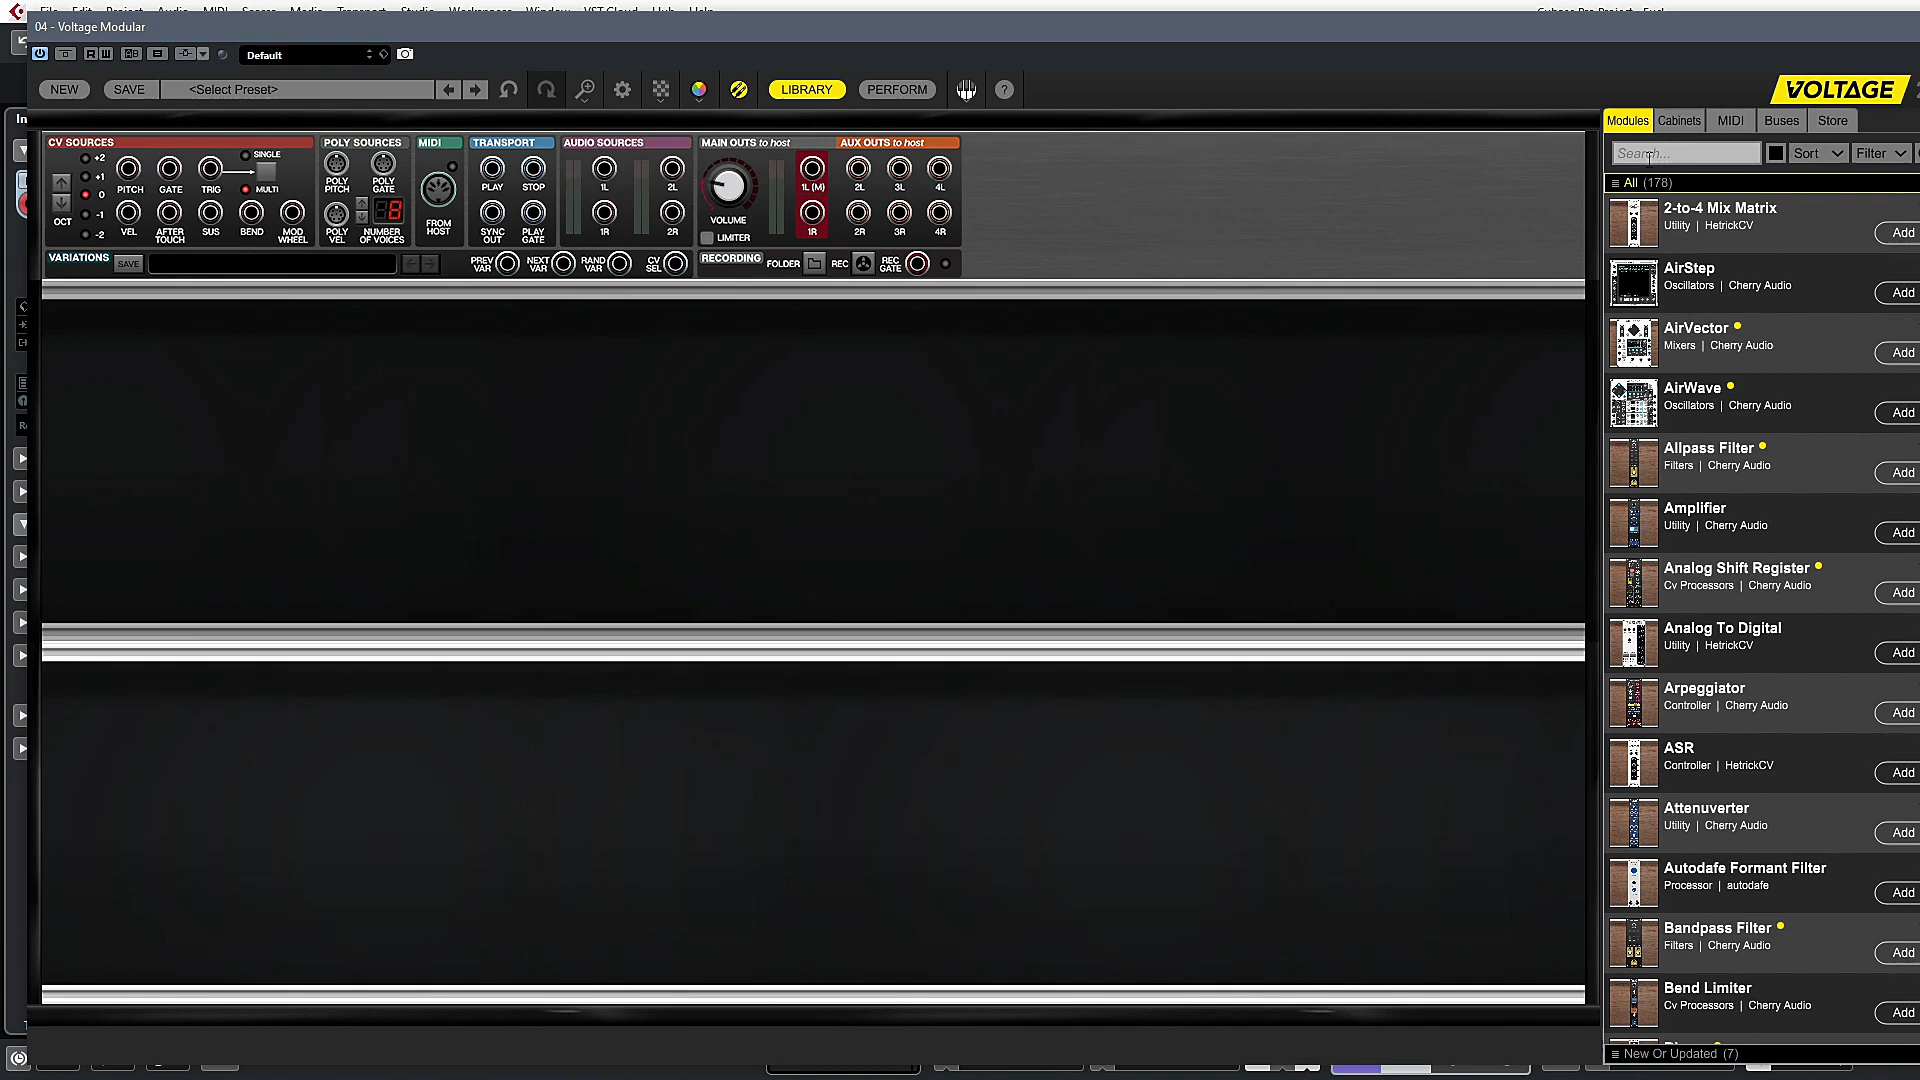 04 - Voltage Modular
Default
NEW SAVE <Select Preset> LIBRARY PERFORM ?
VOLTAGE
Modules Cabinets MIDI Buses Store
Search... Sort Filter
CV SOURCES POLY SOURCES MIDI TRANSPORT AUDIO SOURCES MAIN OUTS to host AUX OUTS to host
+2
+1
0
-1
-2
OCT
PITCH GATE TRIG SINGLE MULTI
VEL AFTER TOUCH SUS BEND MOD WHEEL
POLY PITCH POLY GATE
POLY VEL 8 NUMBER OF VOICES
FROM HOST
PLAY STOP
SYNC OUT PLAY GATE
1L 2L
1R 2R
VOLUME
LIMITER
1L (M) 2L 3L 4L
1R 2R 3R 4R
VARIATIONS SAVE PREV VAR NEXT VAR RAND VAR CV SEL RECORDING FOLDER REC REC GATE
All (178)
2-to-4 Mix Matrix
Utility | HetrickCV
Add
AirStep
Oscillators | Cherry Audio
Add
AirVector
Mixers | Cherry Audio
Add
AirWave
Oscillators | Cherry Audio
Add
Allpass Filter
Filters | Cherry Audio
Add
Amplifier
Utility | Cherry Audio
Add
Analog Shift Register
Cv Processors | Cherry Audio
Add
Analog To Digital
Utility | HetrickCV
Add
Arpeggiator
Controller | Cherry Audio
Add
ASR
Controller | HetrickCV
Add
Attenuverter
Utility | Cherry Audio
Add
Autodafe Formant Filter
Processor | autodafe
Add
Bandpass Filter
Filters | Cherry Audio
Add
Bend Limiter
Cv Processors | Cherry Audio
Add
New Or Updated (7)